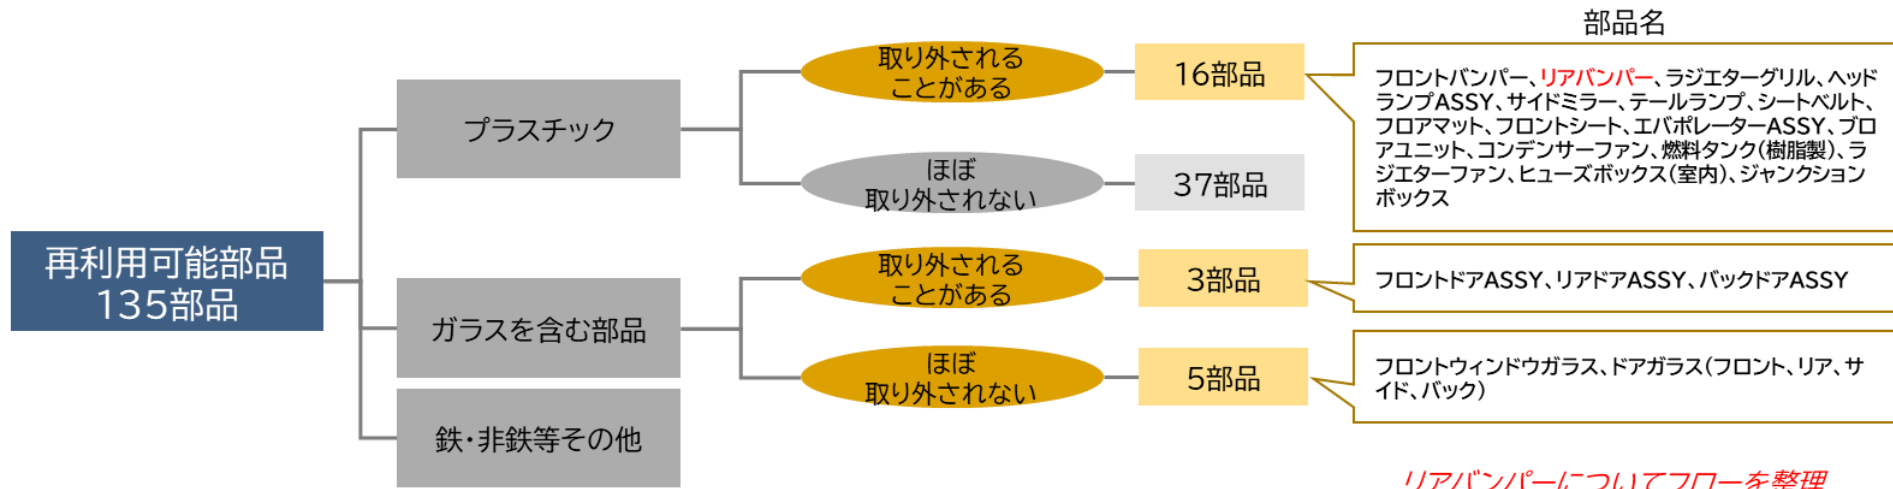 部品名
取り外される
ことがある
16部品
フロントバンパー、リアバンパー、ラジエターグリル、ヘッド
ランプASSY、サイドミラー、テールランプ、シートベルト、
フロアマット、フロントシート、エバポレーターASSY、ブロ
アユニット、コンデンサーファン、燃料タンク(樹脂製)、ラ
ジエターファン、ヒューズボックス(室内)、ジャンクション
ボックス
プラスチック
ほぼ
取り外されない
37部品
再利用可能部品
135部品
取り外される
ことがある
3部品
フロントドアASSY、リアドアASSY、バックドアASSY
ガラスを含む部品
ほぼ
取り外されない
5部品
フロントウィンドウガラス、ドアガラス(フロント、リア、サ
イド、バック)
鉄・非鉄等その他
リアバンパーについてフローを整理